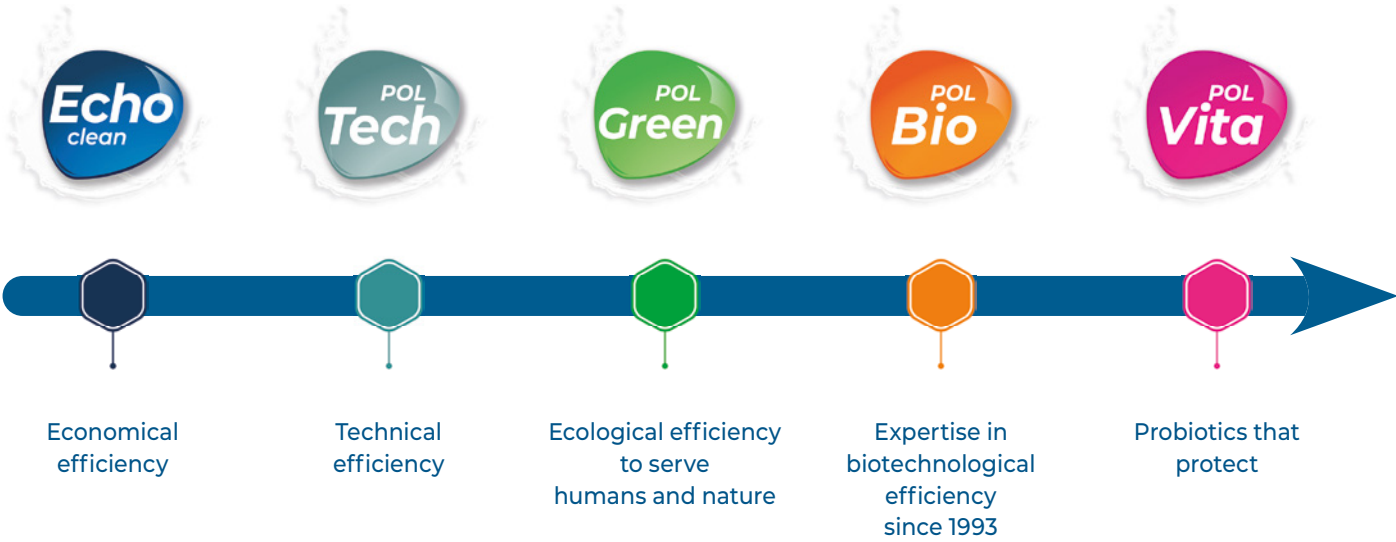 Echo
clean
POL
Tech
POL
Green
POL
Bio
POL
Vita
Economical
efficiency
Technical
efficiency
Ecological efficiency
to serve
humans and nature
Expertise in
biotechnological
efficiency
since 1993
Probiotics that
protect